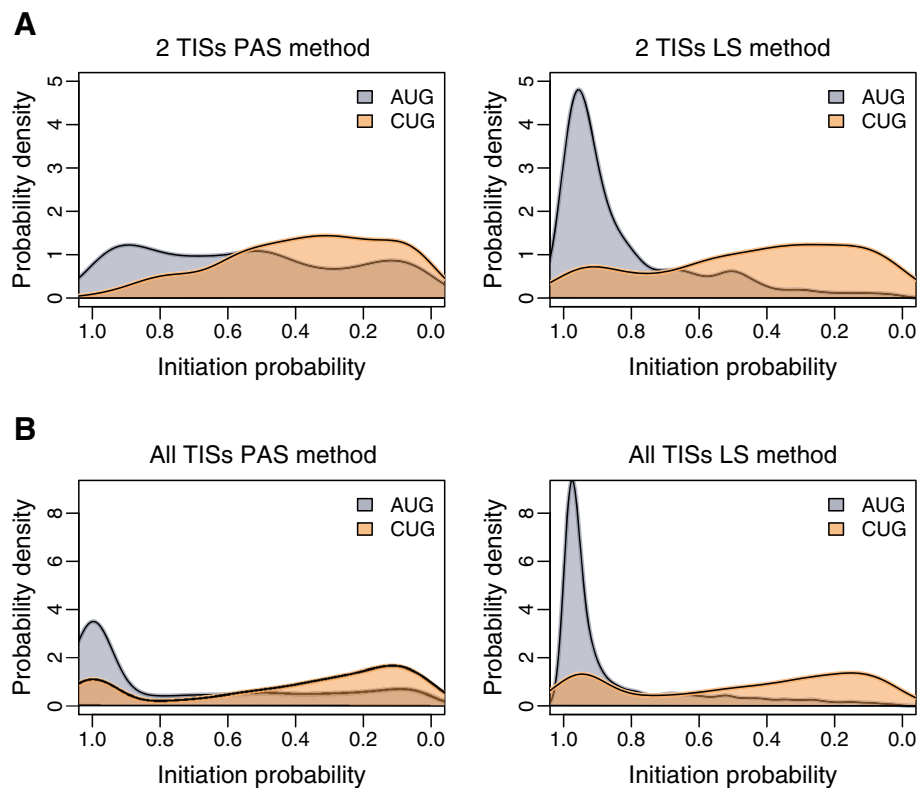 A
2 TISs PAS method
Probability density
5
4
3
2
1
0
AUG
CUG
1.0 0.8 0.6 0.4 0.2 0.0
Initiation probability
2 TISs LS method
Probability density
5
4
3
2
1
0
AUG
CUG
1.0 0.8 0.6 0.4 0.2 0.0
Initiation probability
B
All TISs PAS method
Probability density
8
6
4
2
0
AUG
CUG
1.0 0.8 0.6 0.4 0.2 0.0
Initiation probability
All TISs LS method
Probability density
8
6
4
2
0
AUG
CUG
1.0 0.8 0.6 0.4 0.2 0.0
Initiation probability